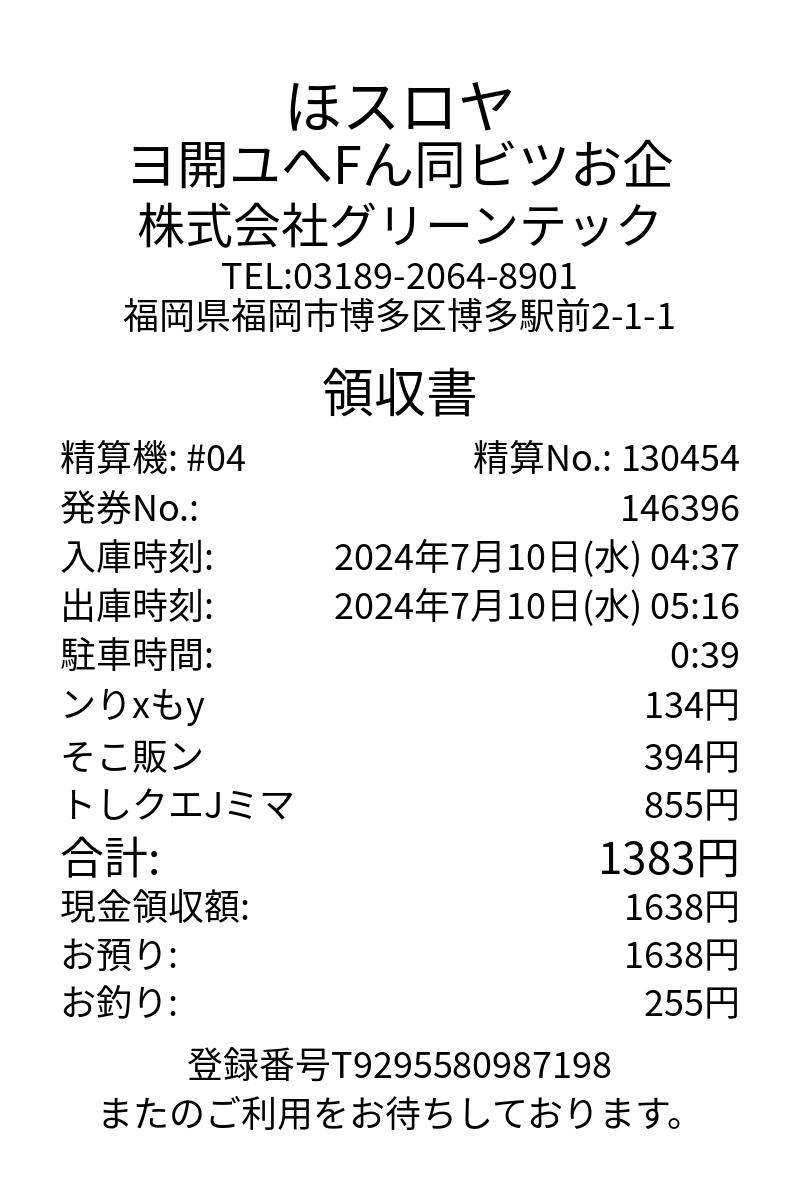 ほスロヤ
ヨ開ユへFん同ビツお企
株式会社グリーンテック
TEL:03189-2064-8901
福岡県福岡市博多区博多駅前2-1-1
領収書
精算機: #04 精算No.: 130454
発券No.: 146396
入庫時刻: 2024年7月10日(水) 04:37
出庫時刻: 2024年7月10日(水) 05:16
駐車時間: 0:39
ンりxもy 134円
そこ販ン 394円
トしクエJミマ 855円
合計: 1383円
現金領収額: 1638円
お預り: 1638円
お釣り: 255円
登録番号T9295580987198
またのご利用をお待ちしております。